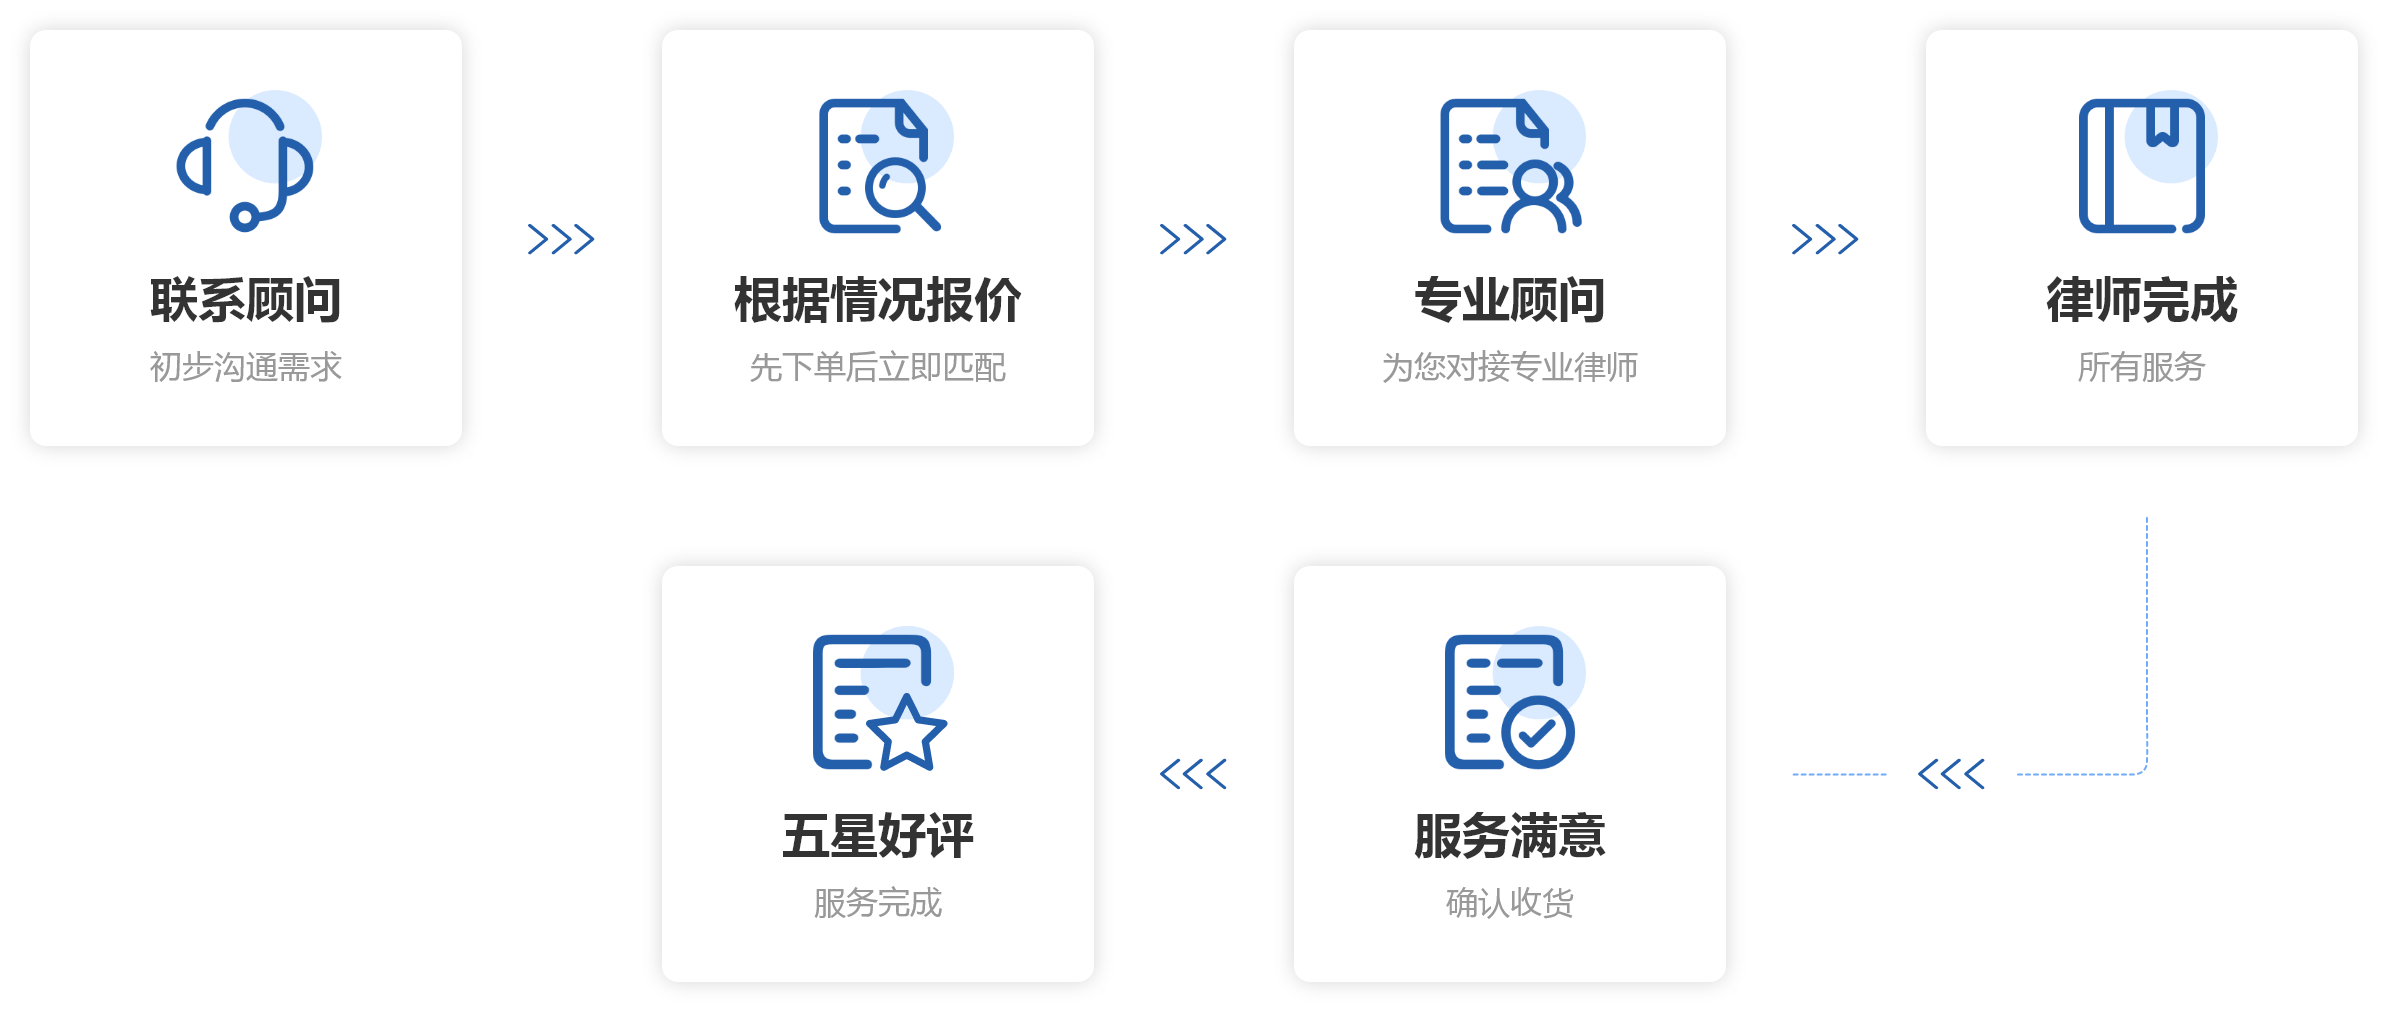 联系顾问
初步沟通需求
根据情况报价
先下单后立即匹配
专业顾问
为您对接专业律师
律师完成
所有服务
服务满意
确认收货
五星好评
服务完成